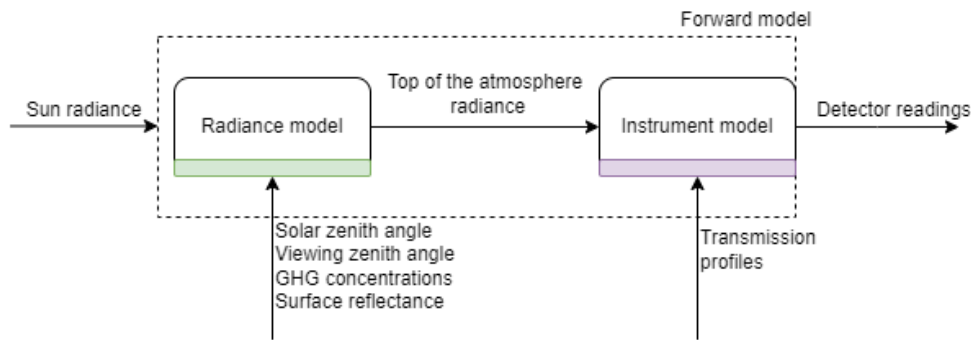 Forward model
Sun radiance
Radiance model
Top of the atmosphere
radiance
Instrument model
Detector readings
Solar zenith angle
Viewing zenith angle
GHG concentrations
Surface reflectance
Transmission
profiles